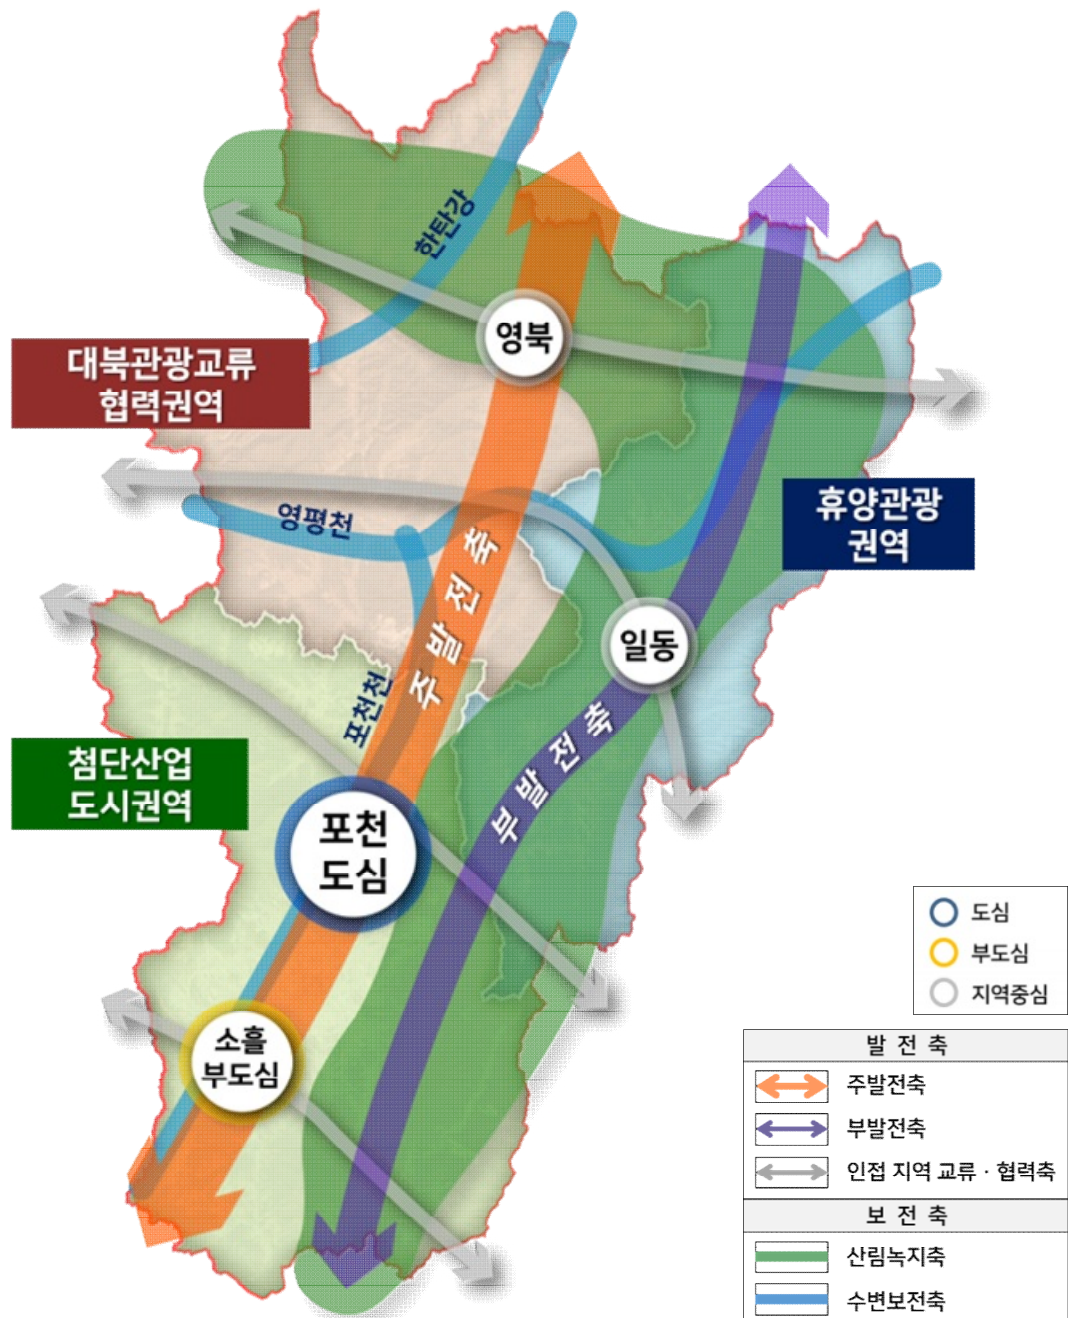 한탄강
영북
대북관광교류
협력권역
휴양관광
권역
영평천
주발전축
일동
포천천
부발전축
첨단산업
도시권역
포천
도심
소흘
부도심
도심
부도심
지역중심
발 전 축
주발전축
부발전축
인접 지역 교류 · 협력축
보 전 축
산림녹지축
수변보전축